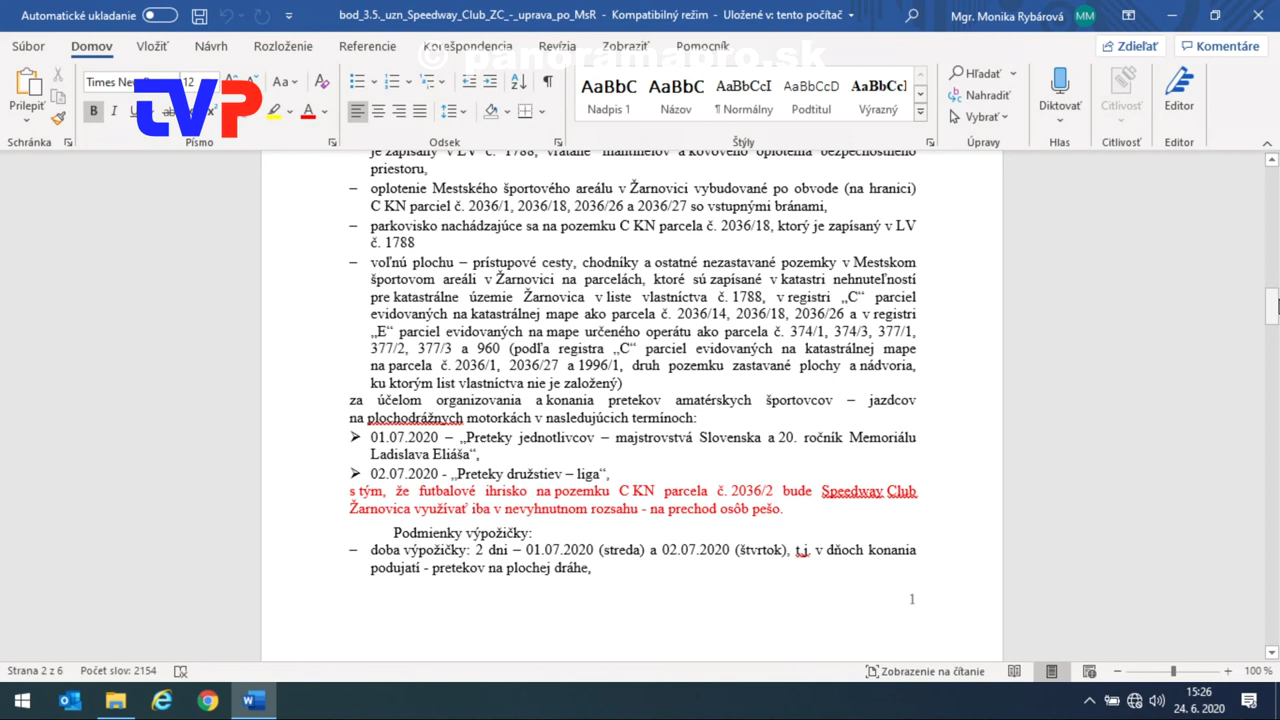 Automatické ukladanie
bod_3.5._uzn_Speedway_Club_ZC_-_uprava_po_MsR - Kompatibilný režim - Uložené v: tento počítač
Mgr. Monika Rybárová
MM
Súbor Domov Vložiť Návrh Rozloženie Referencie Korešpondencia Revízia Zobraziť Pomocník
© panoramapro.sk
Zdieľať Komentáre
TVP
Prilepiť
12
Aa
AaBbC AaBbC AaBbCcI AaBbCcD AaBbCcI
Nadpis 1 Názov ¶ Normálny Podtitul Výrazný
Hľadať
Nahradiť
Vybrať
Diktovať
Citlivosť
Editor
Schránka Písmo Odsek Štýly Úpravy Hlas Citlivosť Editor
je zapísaný v LV č. 1788, vrátane mantinelov a kovového oplotenia bezpečnostného
priestoru,
– oplotenie Mestského športového areálu v Žarnovici vybudované po obvode (na hranici)
C KN parciel č. 2036/1, 2036/18, 2036/26 a 2036/27 so vstupnými bránami,
– parkovisko nachádzajúce sa na pozemku C KN parcela č. 2036/18, ktorý je zapísaný v LV
č. 1788
– voľnú plochu – prístupové cesty, chodníky a ostatné nezastavané pozemky v Mestskom
športovom areáli v Žarnovici na parcelách, ktoré sú zapísané v katastri nehnuteľností
pre katastrálne územie Žarnovica v liste vlastníctva č. 1788, v registri „C“ parciel
evidovaných na katastrálnej mape ako parcela č. 2036/14, 2036/18, 2036/26 a v registri
„E“ parciel evidovaných na mape určeného operátu ako parcela č. 374/1, 374/3, 377/1,
377/2, 377/3 a 960 (podľa registra „C“ parciel evidovaných na katastrálnej mape
na parcela č. 2036/1, 2036/27 a 1996/1, druh pozemku zastavané plochy a nádvoria,
ku ktorým list vlastníctva nie je založený)
za účelom organizovania a konania pretekov amatérskych športovcov – jazdcov
na plochodrážnych motorkách v nasledujúcich termínoch:
➢ 01.07.2020 – „Preteky jednotlivcov – majstrovstvá Slovenska a 20. ročník Memoriálu
Ladislava Eliáša“,
➢ 02.07.2020 - „Preteky družstiev – liga“,
s tým, že futbalové ihrisko na pozemku C KN parcela č. 2036/2 bude Speedway Club
Žarnovica využívať iba v nevyhnutnom rozsahu - na prechod osôb pešo.
Podmienky výpožičky:
– doba výpožičky: 2 dni – 01.07.2020 (streda) a 02.07.2020 (štvrtok), t.j. v dňoch konania
podujatí - pretekov na plochej dráhe,
1
Strana 2 z 6 Počet slov: 2154
Zobrazenie na čítanie
100 %
15:26
24. 6. 2020